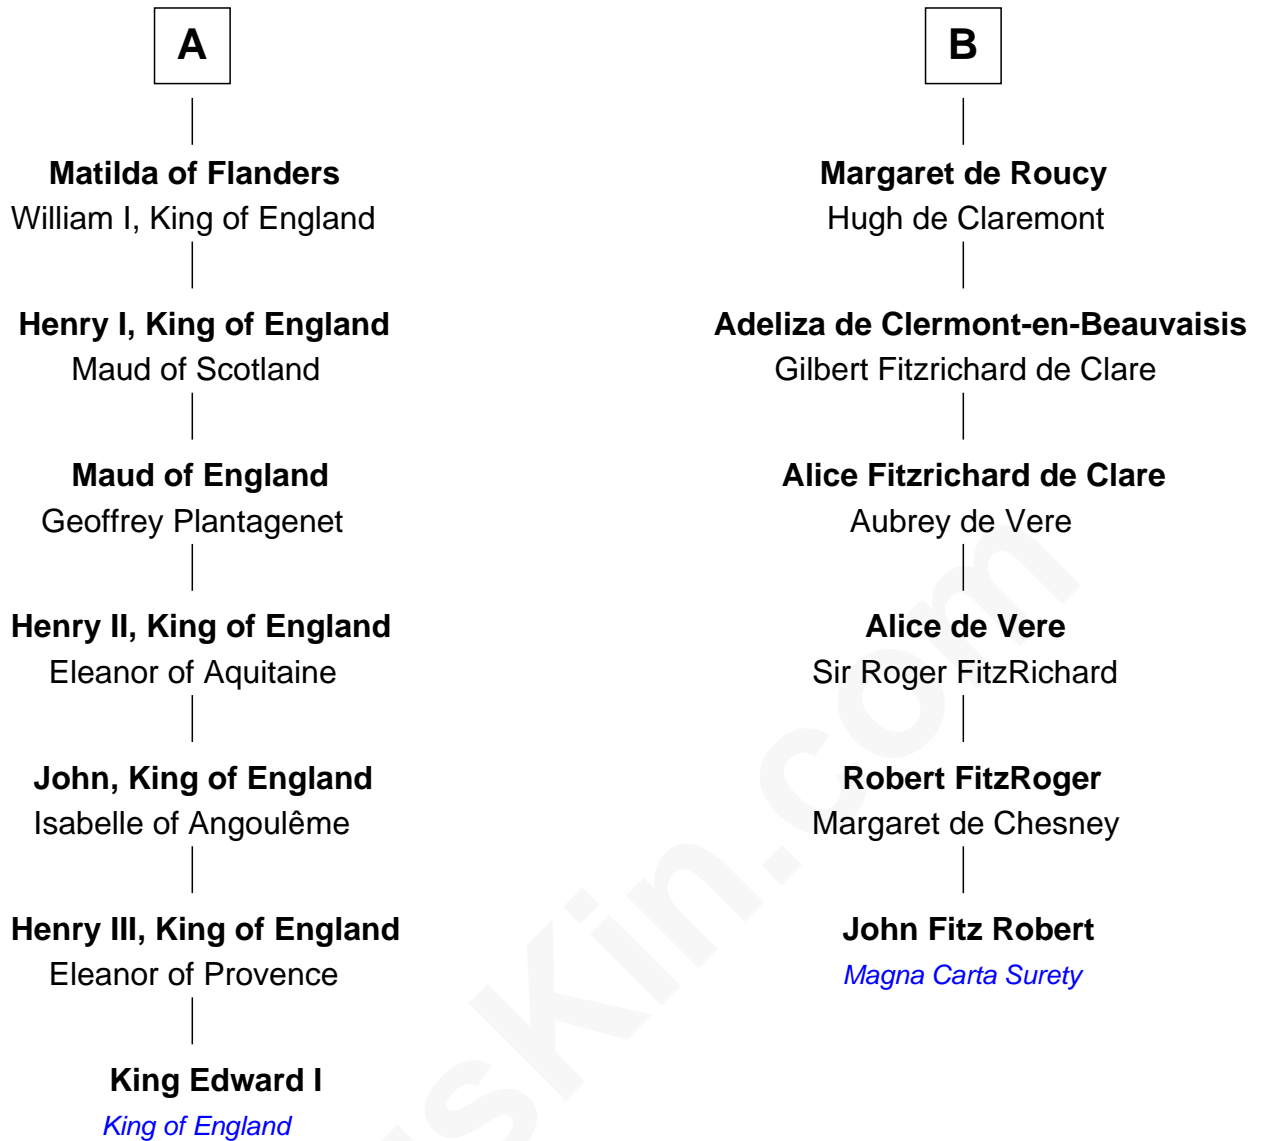 A
Matilda of Flanders
William I, King of England
Henry I, King of England
Maud of Scotland
Maud of England
Geoffrey Plantagenet
Henry II, King of England
Eleanor of Aquitaine
John, King of England
Isabelle of Angoulême
Henry III, King of England
Eleanor of Provence
King Edward I
King of England
B
Margaret de Roucy
Hugh de Claremont
Adeliza de Clermont-en-Beauvaisis
Gilbert Fitzrichard de Clare
Alice Fitzrichard de Clare
Aubrey de Vere
Alice de Vere
Sir Roger FitzRichard
Robert FitzRoger
Margaret de Chesney
John Fitz Robert
Magna Carta Surety